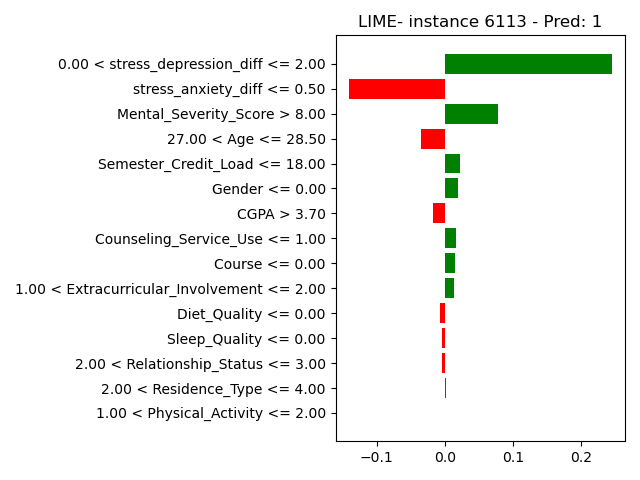 LIME- instance 6113 - Pred: 1
0.00 < stress_depression_diff <= 2.00
stress_anxiety_diff <= 0.50
Mental_Severity_Score > 8.00
27.00 < Age <= 28.50
Semester_Credit_Load <= 18.00
Gender <= 0.00
CGPA > 3.70
Counseling_Service_Use <= 1.00
Course <= 0.00
1.00 < Extracurricular_Involvement <= 2.00
Diet_Quality <= 0.00
Sleep_Quality <= 0.00
2.00 < Relationship_Status <= 3.00
2.00 < Residence_Type <= 4.00
1.00 < Physical_Activity <= 2.00
−0.1 0.0 0.1 0.2